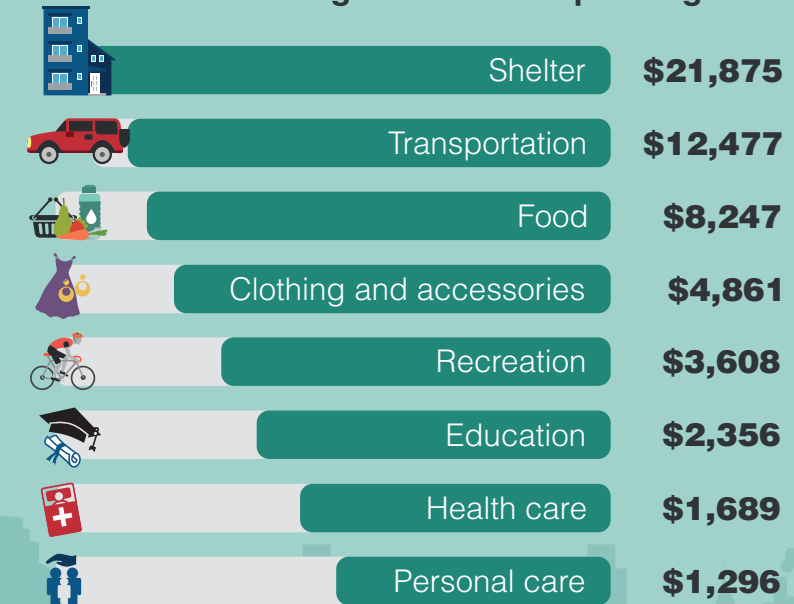 Shelter $21,875
Transportation $12,477
Food $8,247
Clothing and accessories $4,861
Recreation $3,608
Education $2,356
Health care $1,689
Personal care $1,296